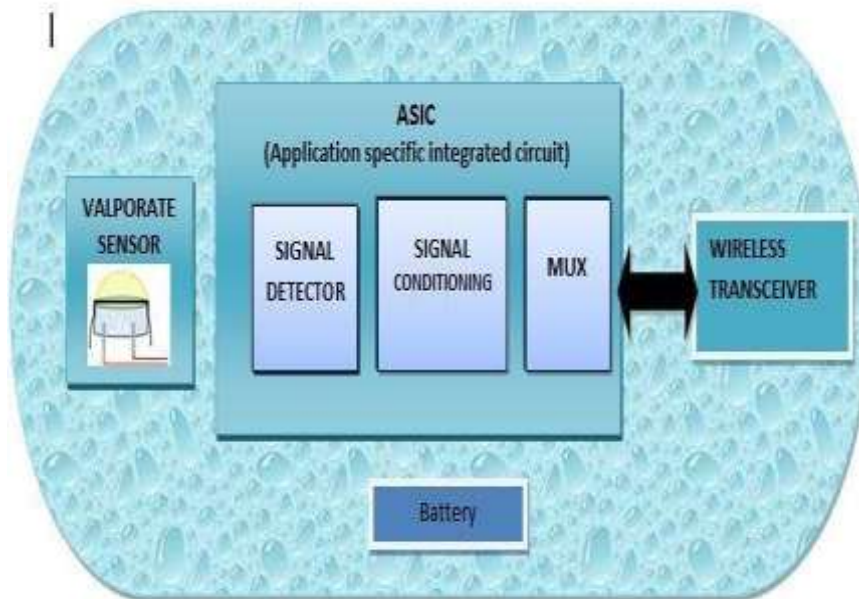 ASIC
(Application specific integrated circuit)
VALPORATE
SENSOR
SIGNAL
DETECTOR
SIGNAL
CONDITIONING
MUX
WIRELESS
TRANSCEIVER
Battery